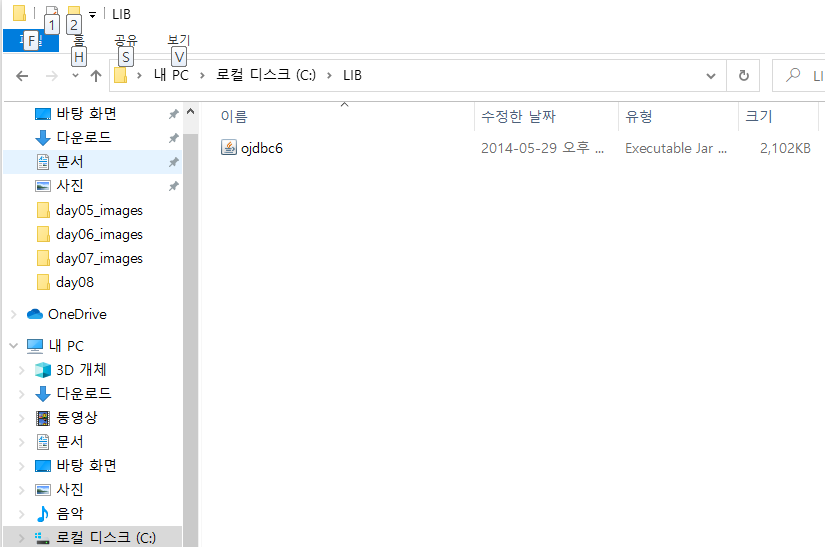 LIB
1 2
파일 홈 공유 보기
F H S V
내 PC 로컬 디스크 (C:) LIB
LI
이름 수정한 날짜 유형 크기
ojdbc6 2014-05-29 오후 ... Executable Jar ... 2,102KB
바탕 화면
다운로드
문서
사진
day05_images
day06_images
day07_images
day08
OneDrive
내 PC
3D 개체
다운로드
동영상
문서
바탕 화면
사진
음악
로컬 디스크 (C:)